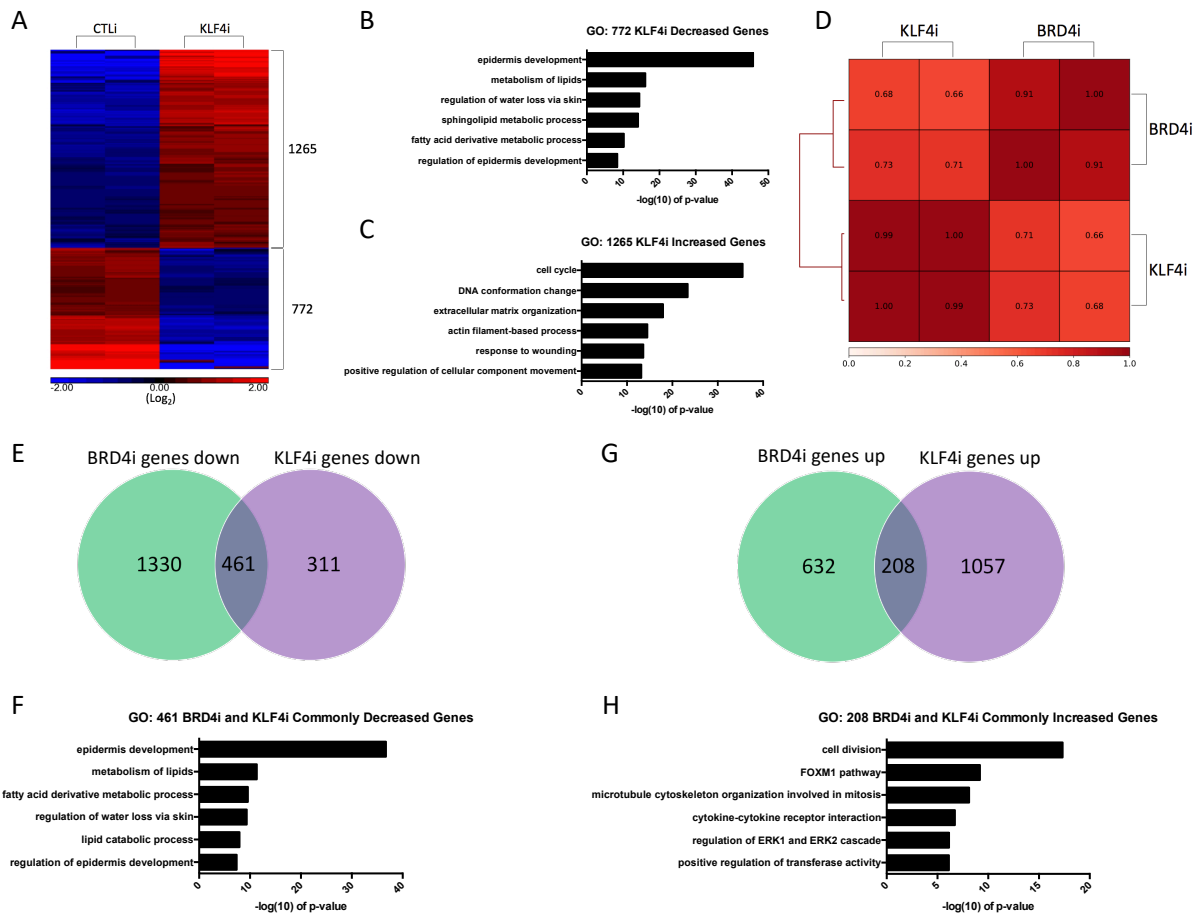 A
CTLi KLF4i
1265
772
-2.00 0.00 2.00
(Log2)
B
GO: 772 KLF4i Decreased Genes
epidermis development
metabolism of lipids
regulation of water loss via skin
sphingolipid metabolic process
fatty acid derivative metabolic process
regulation of epidermis development
0 10 20 30 40 50
-log(10) of p-value
C
GO: 1265 KLF4i Increased Genes
cell cycle
DNA conformation change
extracellular matrix organization
actin filament-based process
response to wounding
positive regulation of cellular component movement
0 10 20 30 40
-log(10) of p-value
D
KLF4i BRD4i
0.68 0.66 0.91 1.00
0.73 0.71 1.00 0.91
BRD4i
0.99 1.00 0.71 0.66
1.00 0.99 0.73 0.68
KLF4i
0.0 0.2 0.4 0.6 0.8 1.0
E
BRD4i genes down KLF4i genes down
1330 461 311
F
GO: 461 BRD4i and KLF4i Commonly Decreased Genes
epidermis development
metabolism of lipids
fatty acid derivative metabolic process
regulation of water loss via skin
lipid catabolic process
regulation of epidermis development
0 10 20 30 40
-log(10) of p-value
G
BRD4i genes up KLF4i genes up
632 208 1057
H
GO: 208 BRD4i and KLF4i Commonly Increased Genes
cell division
FOXM1 pathway
microtubule cytoskeleton organization involved in mitosis
cytokine-cytokine receptor interaction
regulation of ERK1 and ERK2 cascade
positive regulation of transferase activity
0 5 10 15 20
-log(10) of p-value